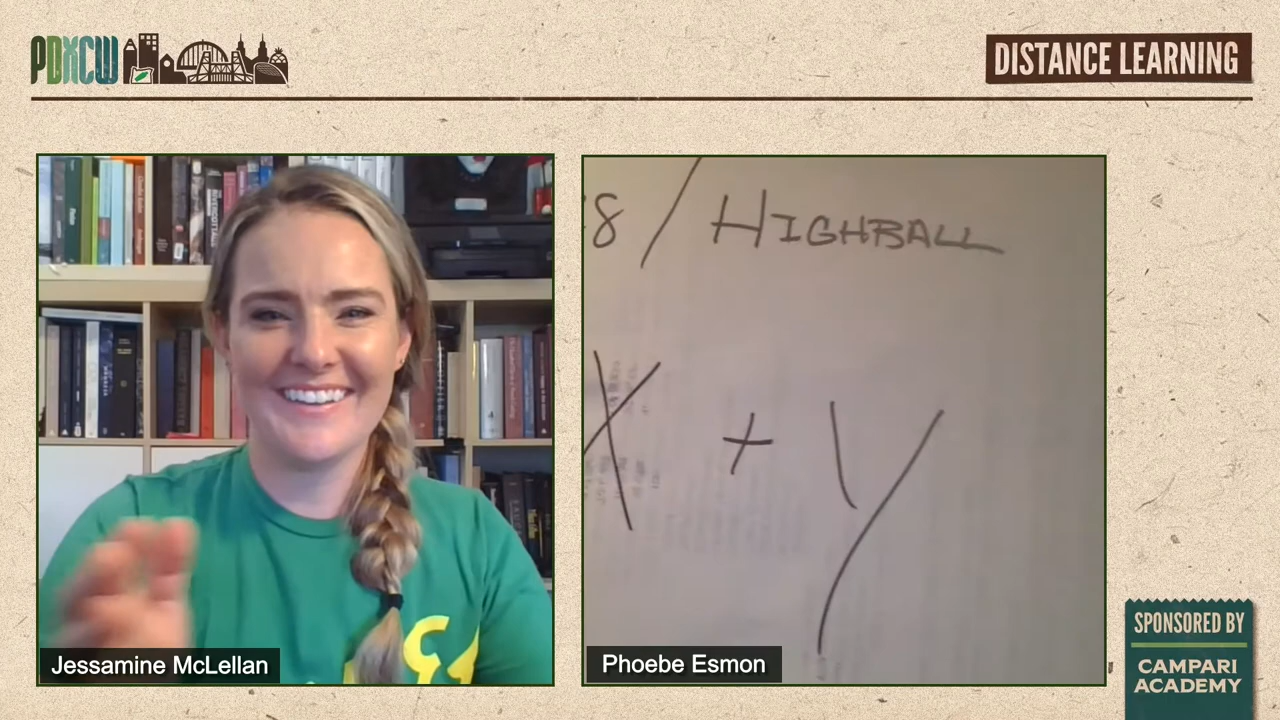 PDXCW
DISTANCE LEARNING
8 / HIGHBALL
X + Y
Jessamine McLellan
Phoebe Esmon
SPONSORED BY
CAMPARI
ACADEMY